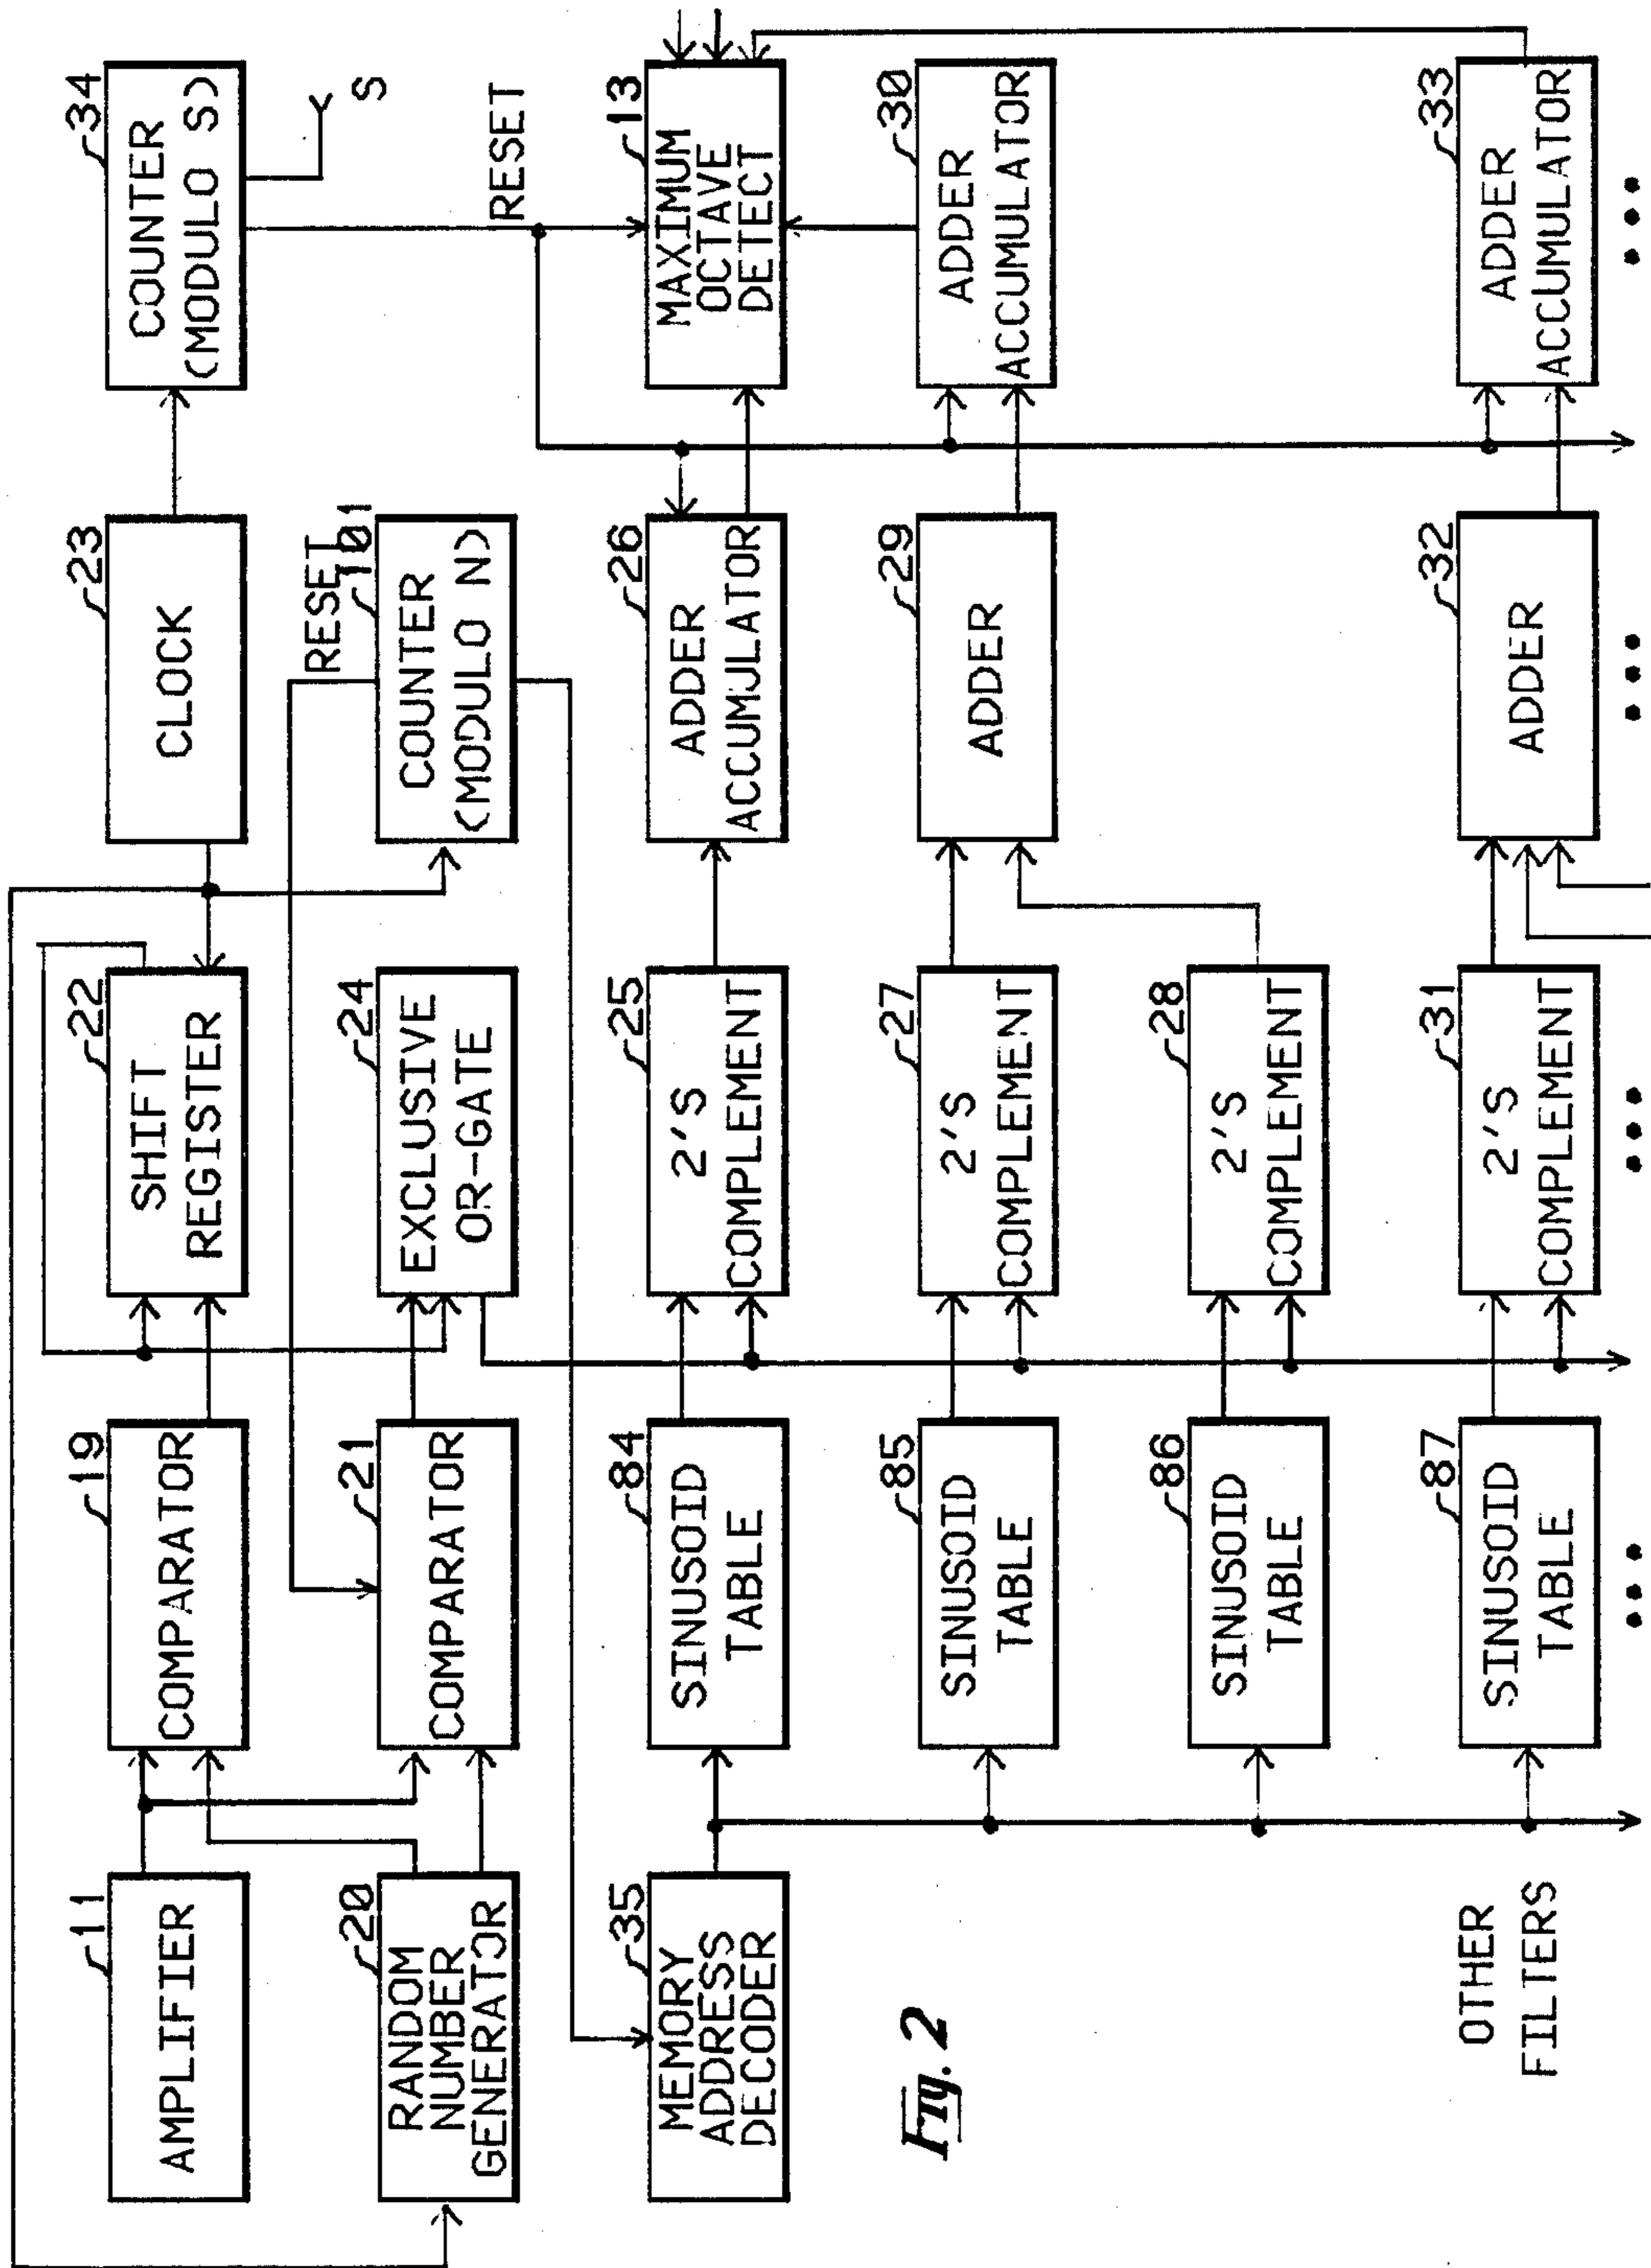 11
AMPLIFIER
19
COMPARATOR
22
SHIFT
REGISTER
23
CLOCK
34
COUNTER
(MODULO S)
S
20
RANDOM
NUMBER
GENERATOR
21
COMPARATOR
24
EXCLUSIVE
OR-GATE
RESET
101
COUNTER
(MODULO N)
RESET
35
MEMORY
ADDRESS
DECODER
84
SINUSOID
TABLE
25
2'S
COMPLEMENT
26
ADDER
ACCUMULATOR
13
MAXIMUM
OCTAVE
DETECT
85
SINUSOID
TABLE
27
2'S
COMPLEMENT
29
ADDER
30
ADDER
ACCUMULATOR
86
SINUSOID
TABLE
28
2'S
COMPLEMENT
87
SINUSOID
TABLE
31
2'S
COMPLEMENT
32
ADDER
33
ADDER
ACCUMULATOR
OTHER
FILTERS
Fig. 2